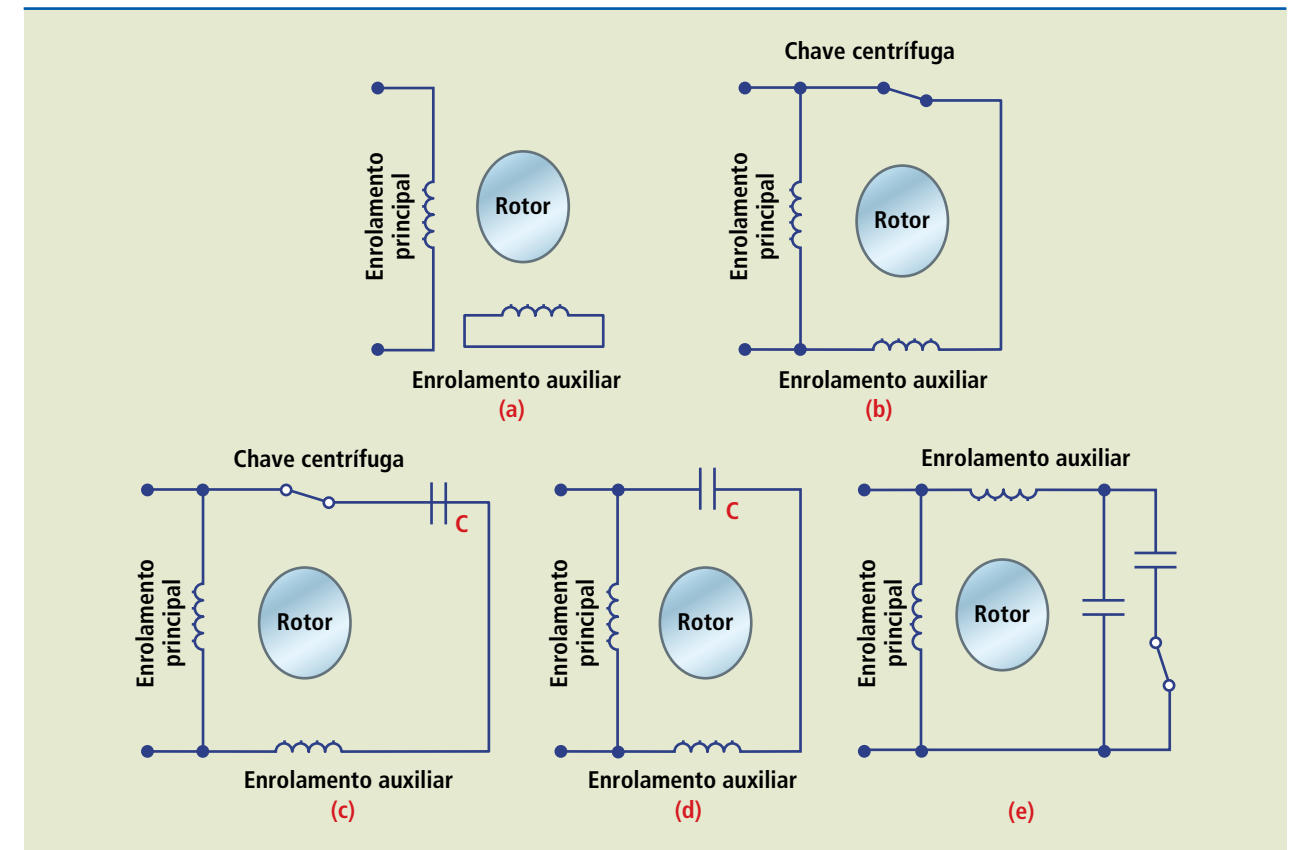 Chave centrífuga
Enrolamento
principal
Rotor
Enrolamento auxiliar
(a)
Enrolamento
principal
Rotor
Enrolamento auxiliar
(b)
Chave centrífuga
C
Enrolamento
principal
Rotor
Enrolamento auxiliar
(c)
C
Enrolamento
principal
Rotor
Enrolamento auxiliar
(d)
Enrolamento auxiliar
Enrolamento
principal
Rotor
(e)